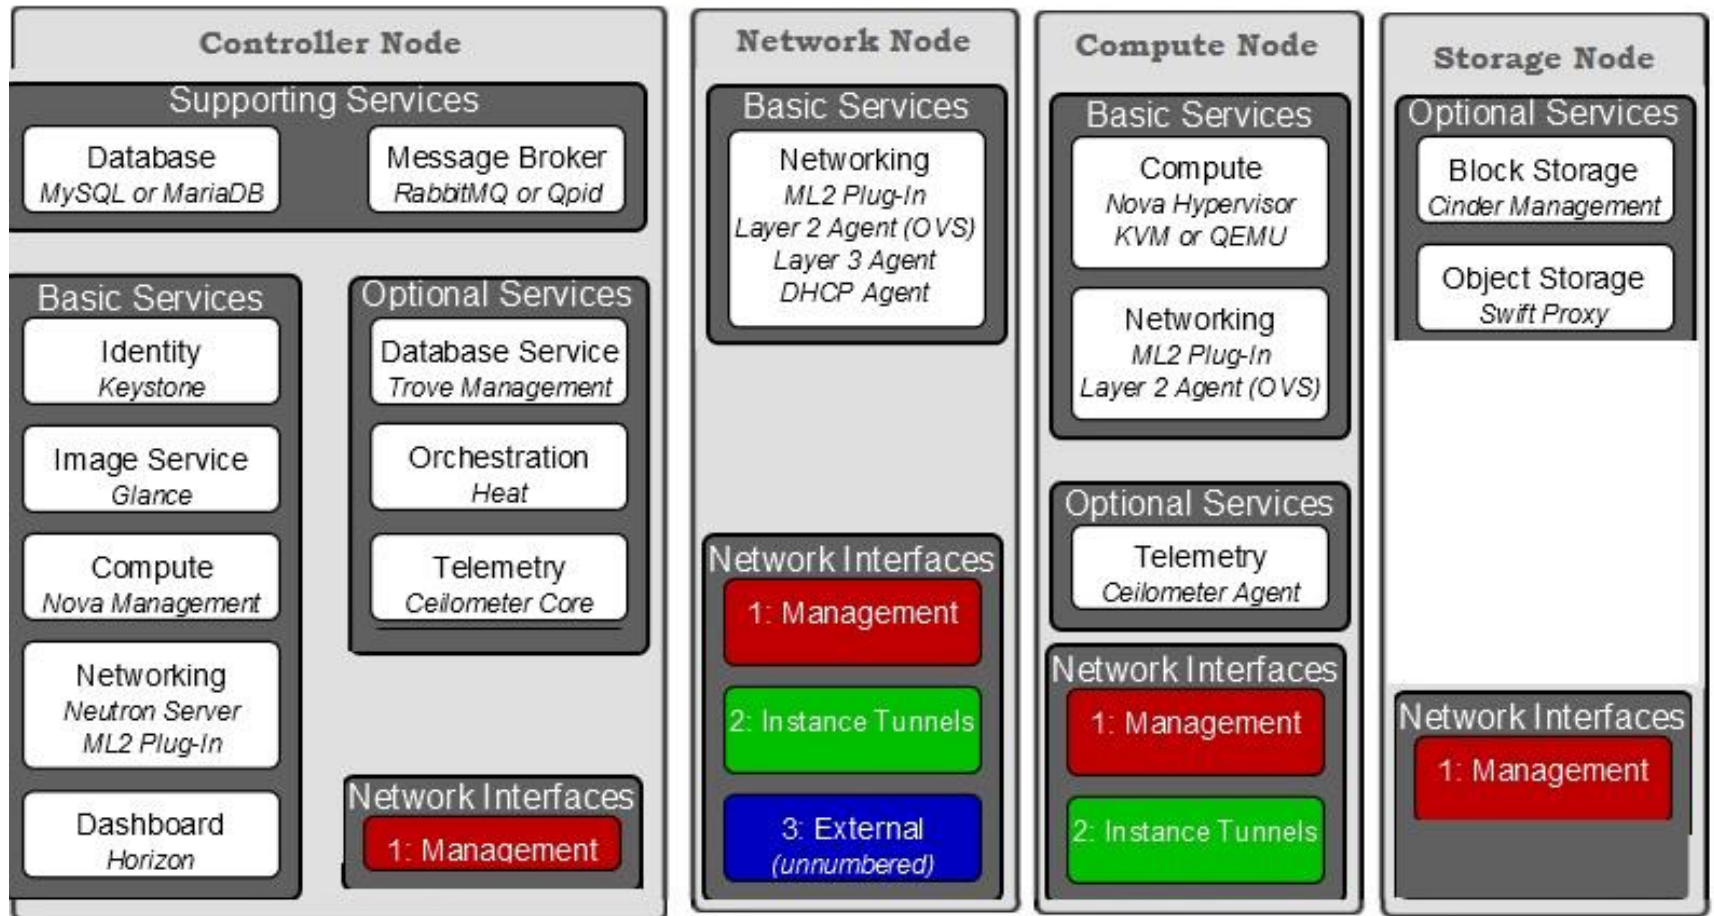 Controller Node
Supporting Services
Database
MySQL or MariaDB
Message Broker
RabbitMQ or Qpid
Basic Services
Identity
Keystone
Image Service
Glance
Compute
Nova Management
Networking
Neutron Server
ML2 Plug-In
Dashboard
Horizon
Optional Services
Database Service
Trove Management
Orchestration
Heat
Telemetry
Ceilometer Core
Network Interfaces
1: Management
Network Node
Basic Services
Networking
ML2 Plug-In
Layer 2 Agent (OVS)
Layer 3 Agent
DHCP Agent
Network Interfaces
1: Management
2: Instance Tunnels
3: External
(unnumbered)
Compute Node
Basic Services
Compute
Nova Hypervisor
KVM or QEMU
Networking
ML2 Plug-In
Layer 2 Agent (OVS)
Optional Services
Telemetry
Ceilometer Agent
Network Interfaces
1: Management
2: Instance Tunnels
Storage Node
Optional Services
Block Storage
Cinder Management
Object Storage
Swift Proxy
Network Interfaces
1: Management